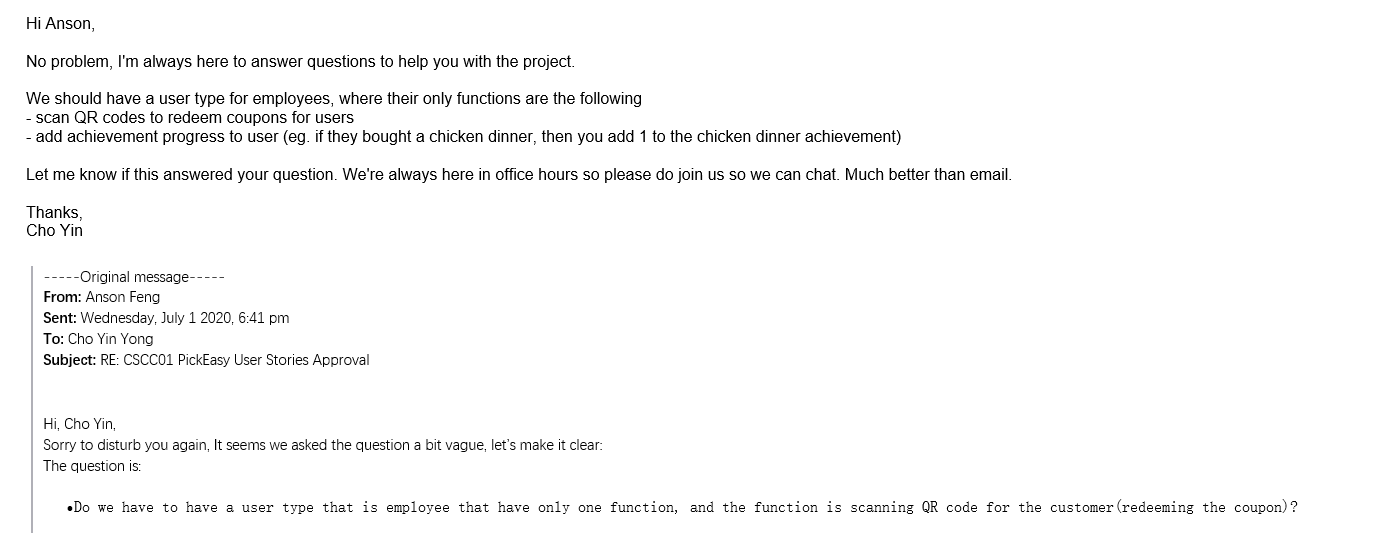 Hi Anson,
No problem, I'm always here to answer questions to help you with the project.
We should have a user type for employees, where their only functions are the following
- scan QR codes to redeem coupons for users
- add achievement progress to user (eg. if they bought a chicken dinner, then you add 1 to the chicken dinner achievement)
Let me know if this answered your question. We're always here in office hours so please do join us so we can chat. Much better than email.
Thanks,
Cho Yin
-----Original message-----
From: Anson Feng
Sent: Wednesday, July 1 2020, 6:41 pm
To: Cho Yin Yong
Subject: RE: CSCC01 PickEasy User Stories Approval
Hi, Cho Yin,
Sorry to disturb you again, It seems we asked the question a bit vague, let's make it clear:
The question is:
•Do we have to have a user type that is employee that have only one function, and the function is scanning QR code for the customer(redeeming the coupon)?